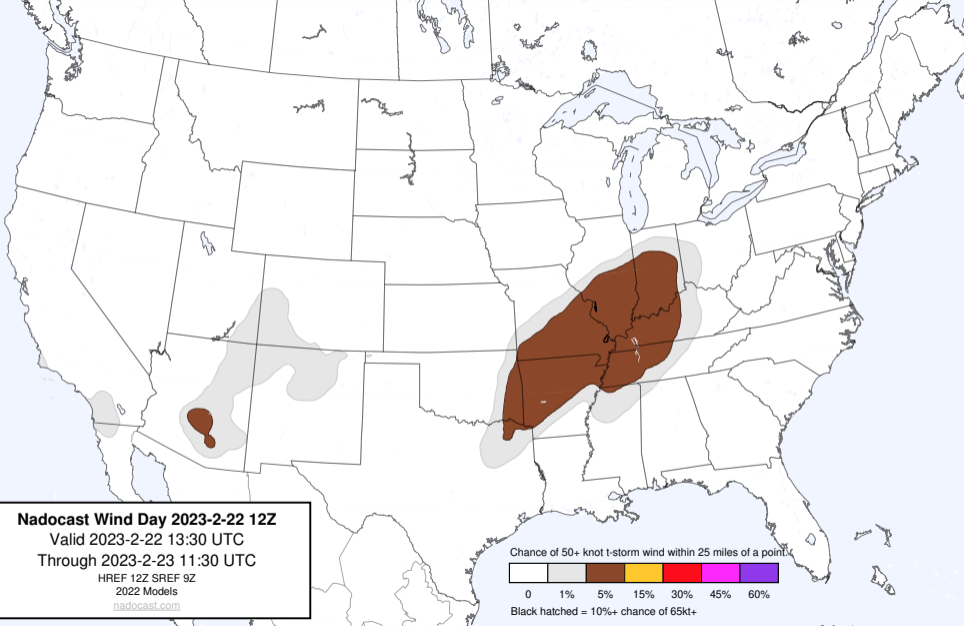 Nadocast Wind Day 2023-2-22 12Z
Valid 2023-2-22 13:30 UTC
Through 2023-2-23 11:30 UTC
HREF 12Z SREF 9Z
2022 Models
nadocast.com
Chance of 50+ knot t-storm wind within 25 miles of a point.
0 1% 5% 15% 30% 45% 60%
Black hatched = 10%+ chance of 65kt+